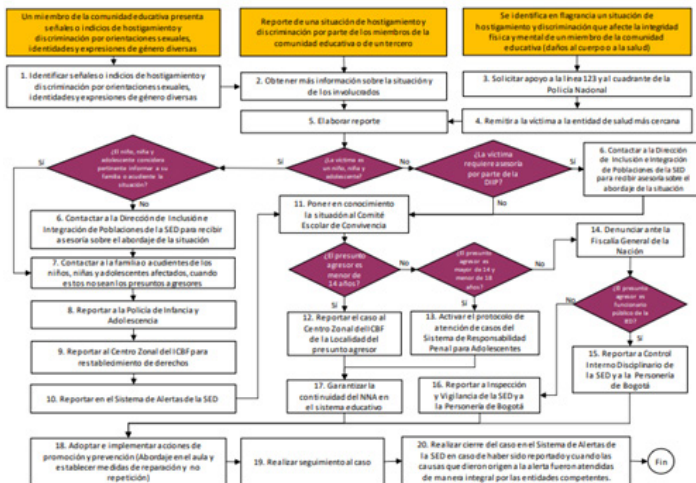 Un miembro de la comunidad educativa presenta
señales o indicios de hostigamiento y
discriminación por orientaciones sexuales,
identidades y expresiones de género diversas
Reporte de una situación de hostigamiento y
discriminación por parte de los miembros de la
comunidad educativa o de un tercero
Se identifica en flagrancia un situación de
hostigamiento y discriminación que afecte la integridad
física y mental de un miembro de la comunidad
educativa (daños al cuerpo o a la salud)
1. Identificar señales o indicios de hostigamiento y
discriminación por orientaciones sexuales,
identidades y expresiones de género diversas
2. Obtener más información sobre la situación y
de los involucrados
3. Solicitar apoyo a la línea 123 y al cuadrante de la
Policía Nacional
5. Elaborar reporte
4. Remitir a la víctima a la entidad de salud más cercana
¿El niño, niña y
adolescente considera
pertinente informar a su
familia o acudiente la
situación?
Sí
No
¿La víctima es
un niño, niña y
adolescente?
Sí
No
¿La víctima
requiere asesoría
por parte de la
DIIP?
Sí
No
6. Contactar a la Dirección
de Inclusión e Integración
de Poblaciones de la SED
para recibir asesoría sobre el
abordaje de la situación
6. Contactar a la Dirección de Inclusión e
Integración de Poblaciones de la SED para recibir
asesoría sobre el abordaje de la situación
11. Poner en conocimiento
la situación al Comité
Escolar de Convivencia
7. Contactar a la familia o acudientes de los
niños, niñas y adolescentes afectados, cuando
estos no sean los presuntos agresores
¿El presunto
agresor es
menor de
14 años?
Sí
No
¿El presunto
agresor es
mayor de 14 y
menor de 18
años?
Sí
No
14. Denunciar ante la
Fiscalía General de la
Nación
8. Reportar a la Policía de Infancia y
Adolescencia
¿El presunto
agresor es
funcionario
público de la
SED?
No
Sí
9. Reportar al Centro Zonal del ICBF para
restablecimiento de derechos
12. Reportar el caso al
Centro Zonal del ICBF
de la Localidad del
presunto agresor
13. Activar el protocolo de
atención de casos del
Sistema de Responsabilidad
Penal para Adolescentes
10. Reportar en el Sistema de Alertas de la SED
17. Garantizar la
continuidad del NNA en
el sistema educativo
16. Reportar a Inspección y
Vigilancia de la SED y a la
Personería de Bogotá
15. Reportar a Control
Interno Disciplinario de
la SED y a la Personería
de Bogotá
18. Adoptar e implementar acciones de
promoción y prevención (Abordaje en el aula y
establecer medidas de reparación y no
repetición)
19. Realizar seguimiento al caso
20. Realizar cierre del caso en el Sistema de Alertas de
la SED en caso de haber sido reportado y cuando las
causas que dieron origen a la alerta fueron atendidas
de manera integral por las entidades competentes.
Fin